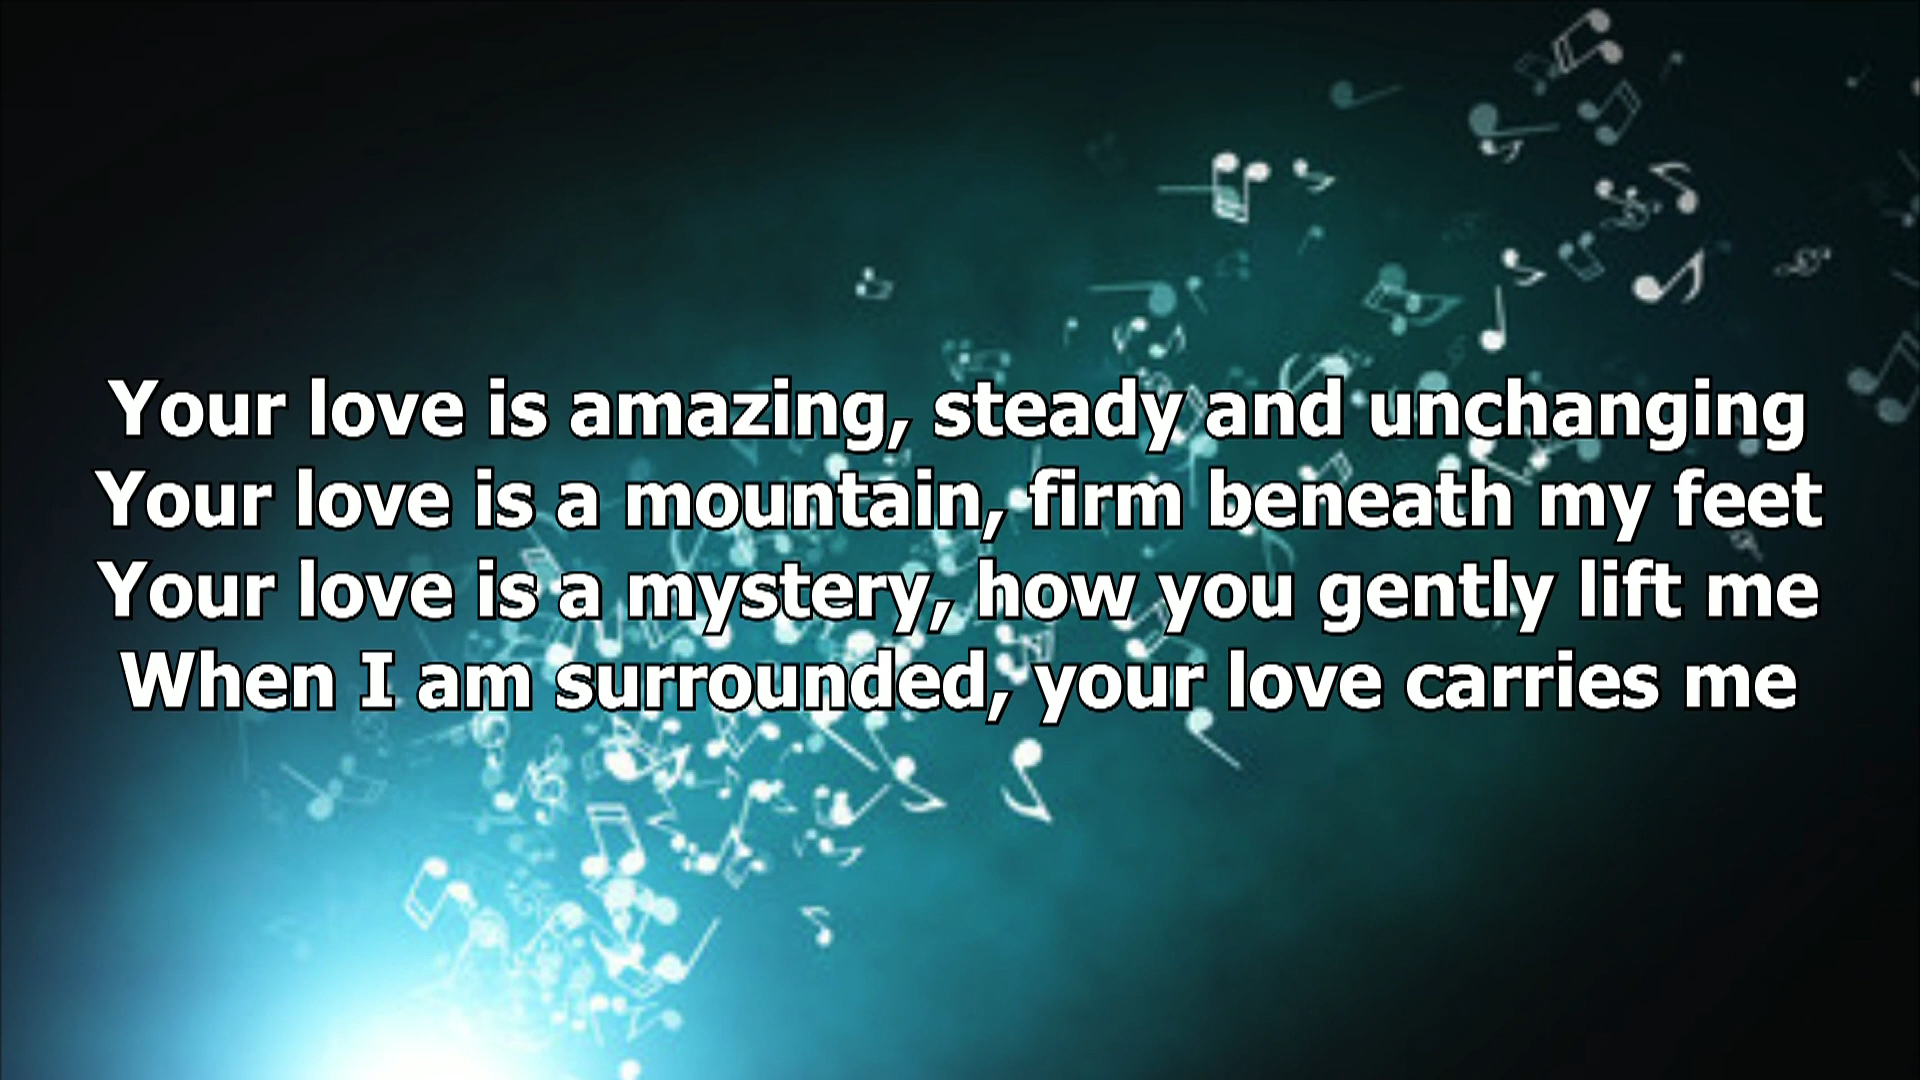 Your love is amazing, steady and unchanging
Your love is a mountain, firm beneath my feet
Your love is a mystery, how you gently lift me
When I am surrounded, your love carries me